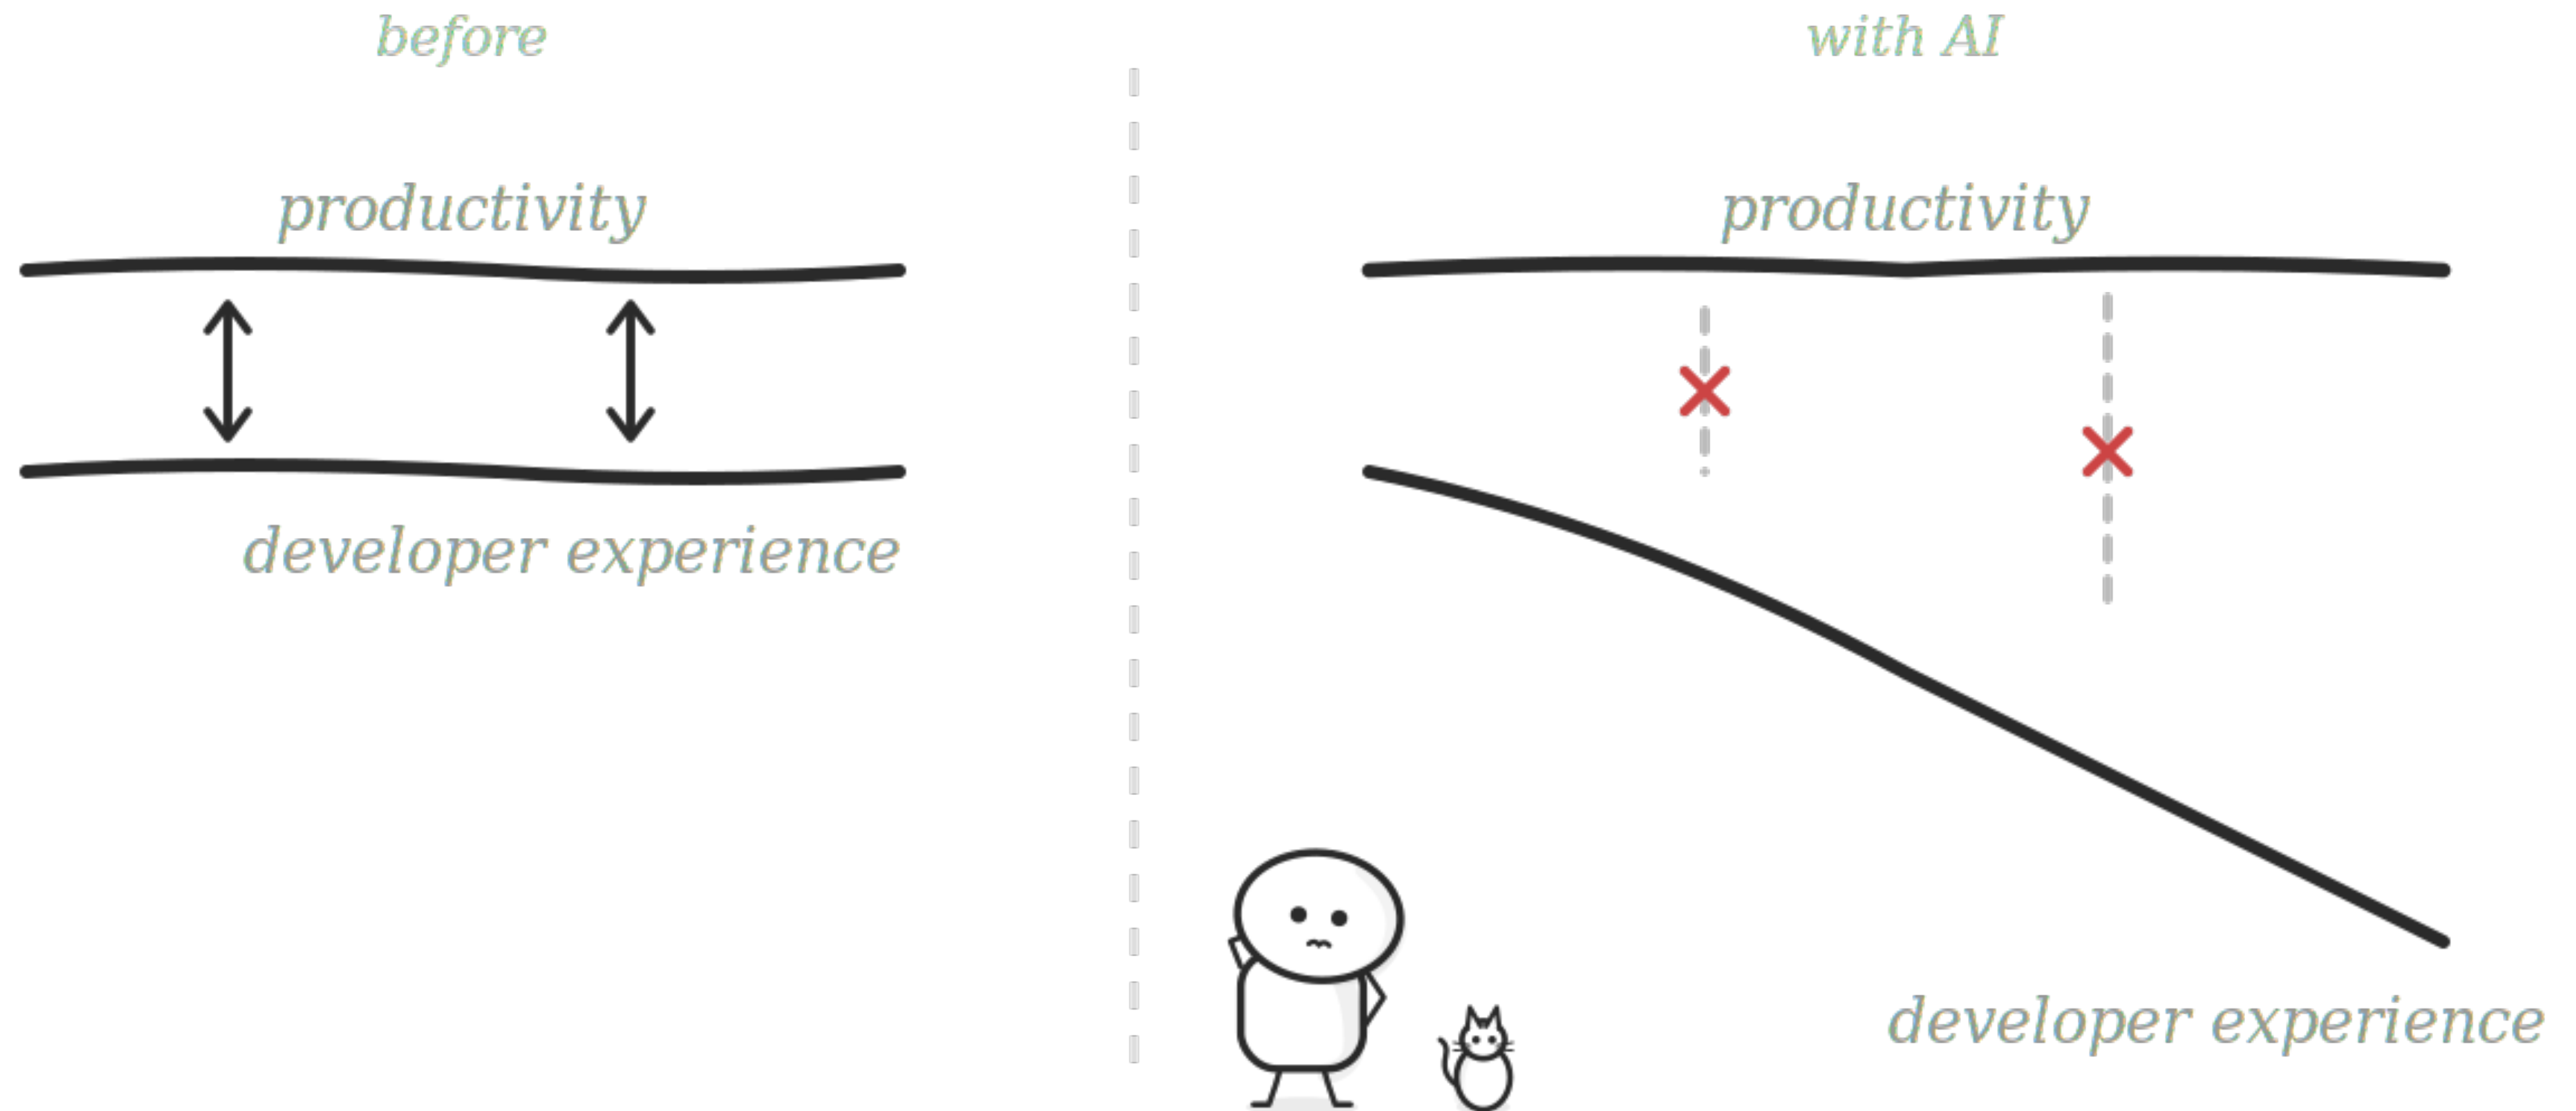 before
with AI
productivity
productivity
developer experience
developer experience